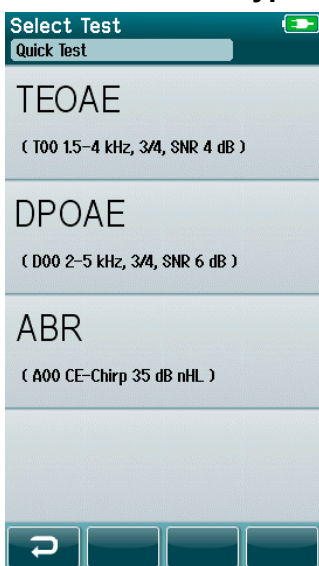 Select Test
Quick Test
TEOAE
( T00 1.5-4 kHz, 3/4, SNR 4 dB )
DPOAE
( D00 2-5 kHz, 3/4, SNR 6 dB )
ABR
( A00 CE-Chirp 35 dB nHL )